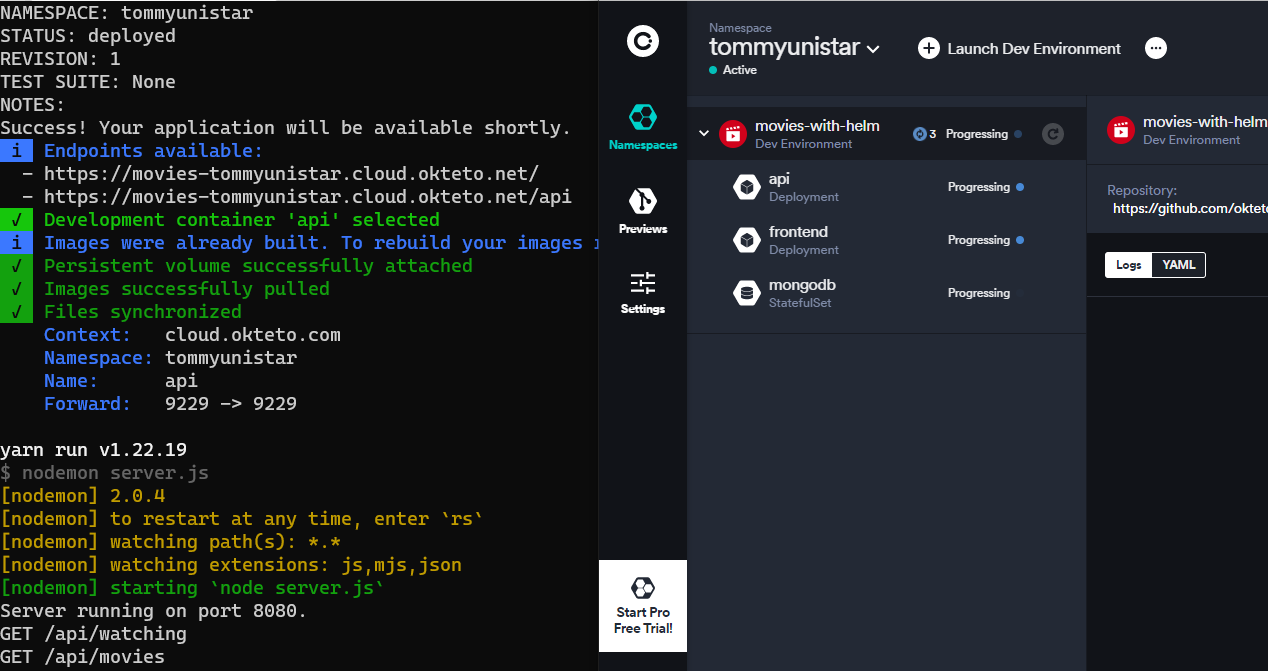 NAMESPACE: tommyunistar
STATUS: deployed
REVISION: 1
TEST SUITE: None
NOTES:
Success! Your application will be available shortly.
i Endpoints available:
- https://movies-tommyunistar.cloud.okteto.net/
- https://movies-tommyunistar.cloud.okteto.net/api
✓ Development container 'api' selected
i Images were already built. To rebuild your images
✓ Persistent volume successfully attached
✓ Images successfully pulled
✓ Files synchronized
Context: cloud.okteto.com
Namespace: tommyunistar
Name: api
Forward: 9229 -> 9229
yarn run v1.22.19
$ nodemon server.js
[nodemon] 2.0.4
[nodemon] to restart at any time, enter `rs`
[nodemon] watching path(s): *.*
[nodemon] watching extensions: js,mjs,json
[nodemon] starting `node server.js`
Server running on port 8080.
GET /api/watching
GET /api/movies
Namespaces
Previews
Settings
Start Pro
Free Trial!
Namespace
tommyunistar
Active
Launch Dev Environment
movies-with-helm
Dev Environment
3 Progressing
api
Deployment
Progressing
frontend
Deployment
Progressing
mongodb
StatefulSet
Progressing
movies-with-helm
Dev Environment
Repository:
https://github.com/oktet
Logs YAML